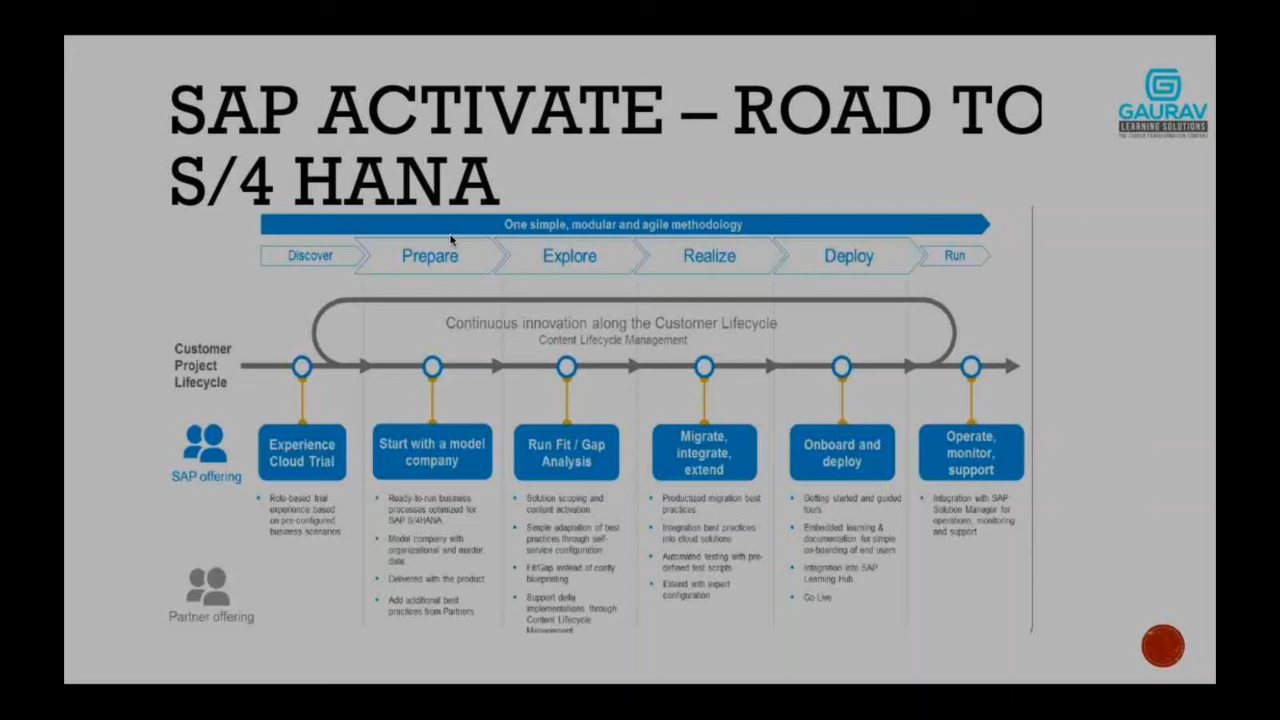 SAP ACTIVATE – ROAD TO
S/4 HANA
GAURAV
LEARNING SOLUTIONS
THE CAREER TRANSFORMATION COMPANY
One simple, modular and agile methodology
Discover
Prepare
Explore
Realize
Deploy
Run
Continuous innovation along the Customer Lifecycle
Content Lifecycle Management
Customer
Project
Lifecycle
SAP offering
Experience
Cloud Trial
Start with a model
company
Run Fit / Gap
Analysis
Migrate,
integrate,
extend
Onboard and
deploy
Operate,
monitor,
support
Role-based trial
experience based
on pre-configured
business scenarios
Ready-to-run business
processes optimized for
SAP S/4HANA.
Model company with
organizational and master
data
Delivered with the product
Add additional best
practices from Partners
Solution scoping and
content activation
Simple adaptation of best
practices through self-
service configuration
Fit/Gap instead of costly
blueprinting
Support delta
implementations through
Content Lifecycle
Management
Productized migration best
practices
Integration best practices
into cloud solutions
Automated testing with pre-
defined test scripts
Extend with expert
configuration
Getting started and guided
tours
Embedded learning &
documentation for simple
on-boarding of end users
Integration into SAP
Learning Hub
Go-Live
Integration with SAP
Solution Manager for
operations, monitoring
and support
Partner offering